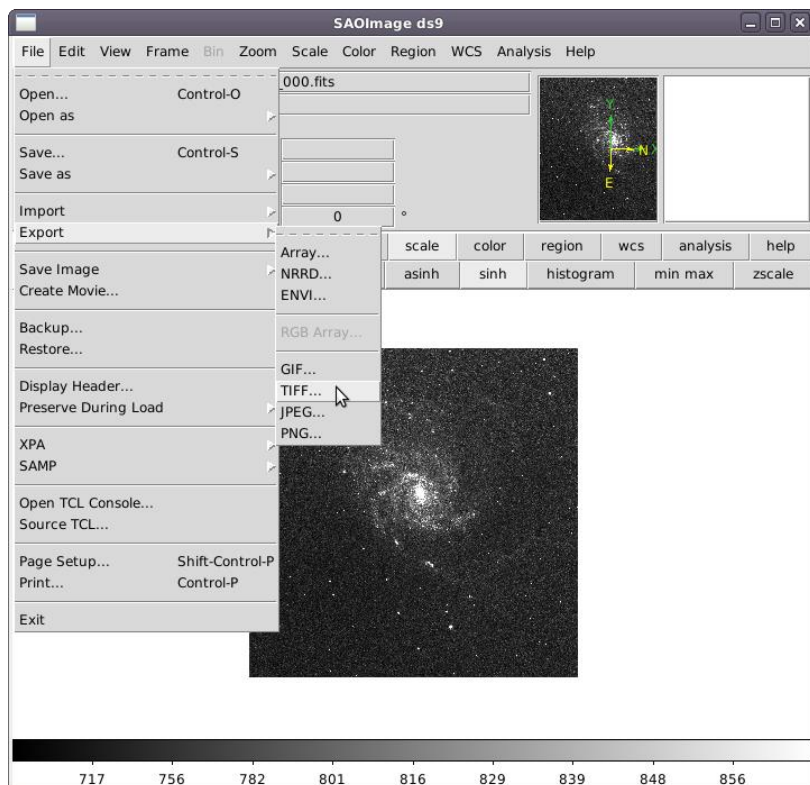 SAOImage ds9
File Edit View Frame Bin Zoom Scale Color Region WCS Analysis Help
_000.fits
Open... Control-O
Open as
Save... Control-S
Save as
Import
Export
Save Image
Create Movie...
Backup...
Restore...
Display Header...
Preserve During Load
XPA
SAMP
Open TCL Console...
Source TCL...
Page Setup... Shift-Control-P
Print... Control-P
Exit
0 °
Array...
NRRD...
ENVI...
RGB Array...
GIF...
TIFF...
JPEG...
PNG...
Y
N X
E
scale color region wcs analysis help
asinh sinh histogram min max zscale
717 756 782 801 816 829 839 848 856